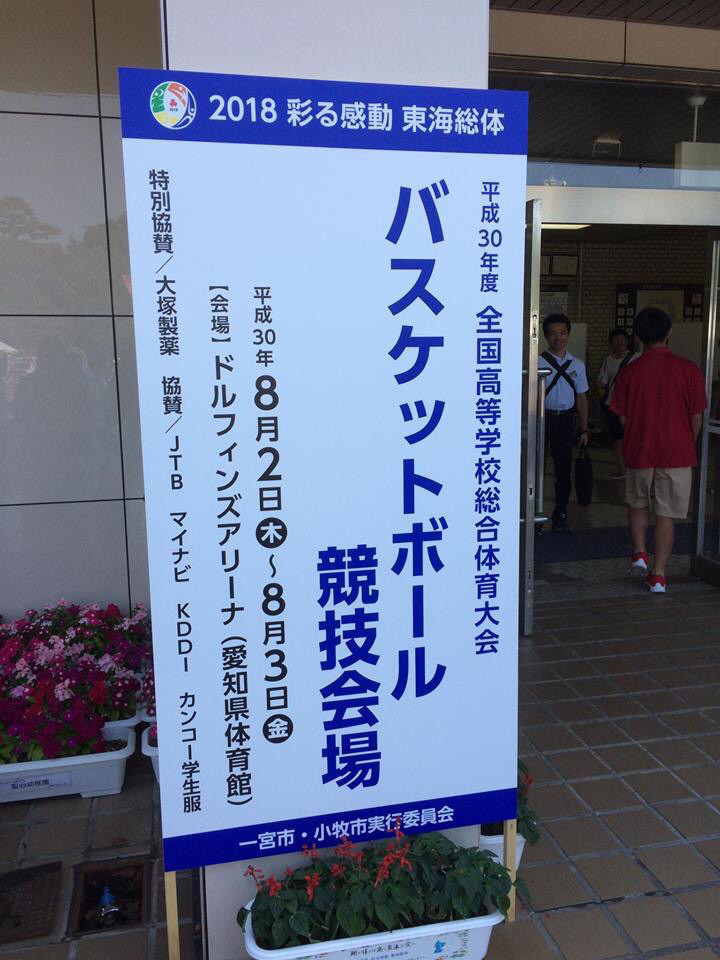 2018 彩る感動 東海総体
平成30年度 全国高等学校総合体育大会
バスケットボール
競技会場
平成30年 8月2日木～8月3日金
【会場】ドルフィンズアリーナ（愛知県体育館）
特別協賛／大塚製薬 協賛／JTB マイナビ KDDI カンコー学生服
一宮市・小牧市実行委員会